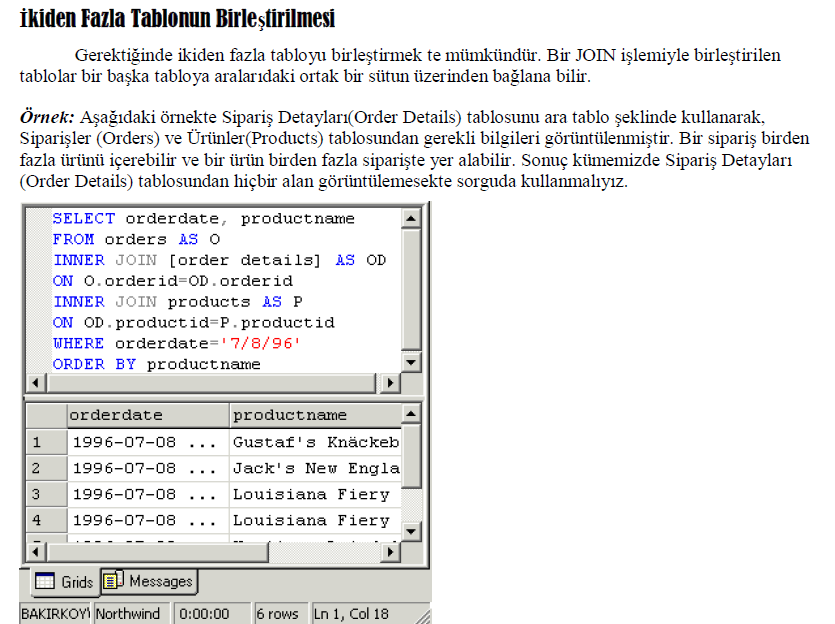 İkiden Fazla Tablonun Birleştirilmesi
Gerektiğinde ikiden fazla tabloyu birleştirmek te mümkündür. Bir JOIN işlemiyle birleştirilen
tablolar bir başka tabloya aralarıdaki ortak bir sütun üzerinden bağlana bilir.
Örnek: Aşağıdaki örnekte Sipariş Detayları(Order Details) tablosunu ara tablo şeklinde kullanarak,
Siparişler (Orders) ve Ürünler(Products) tablosundan gerekli bilgileri görüntülenmiştir. Bir sipariş birden
fazla ürünü içerebilir ve bir ürün birden fazla siparişte yer alabilir. Sonuç kümemizde Sipariş Detayları
(Order Details) tablosundan hiçbir alan görüntülemesekte sorguda kullanmalıyız.
SELECT orderdate, productname
FROM orders AS O
INNER JOIN [order details] AS OD
ON O.orderid=OD.orderid
INNER JOIN products AS P
ON OD.productid=P.productid
WHERE orderdate='7/8/96'
ORDER BY productname
orderdate productname
1 1996-07-08 ... Gustaf's Knäckeb
2 1996-07-08 ... Jack's New Engla
3 1996-07-08 ... Louisiana Fiery
4 1996-07-08 ... Louisiana Fiery
Grids Messages
BAKIRKOY\ Northwind 0:00:00 6 rows Ln 1, Col 18